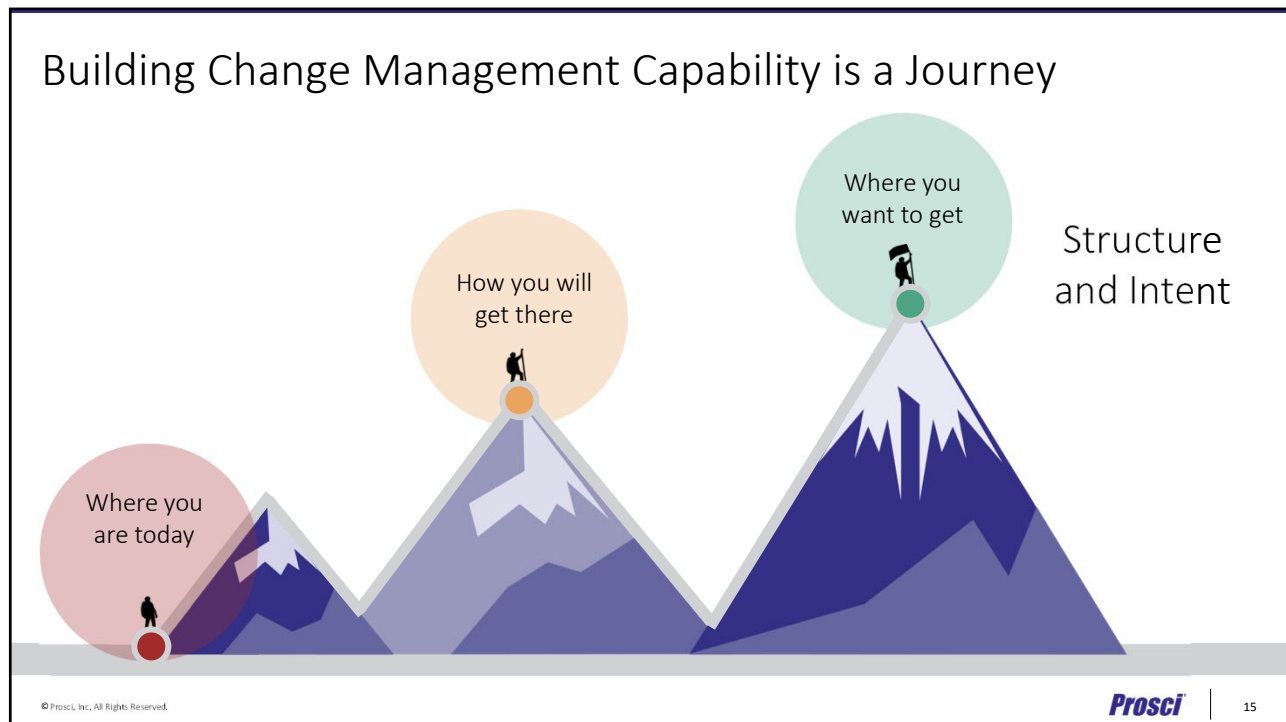 Building Change Management Capability is a Journey
Where you
want to get
Structure
and Intent
How you will
get there
Where you
are today
© Prosci, Inc. All Rights Reserved.
Prosci
15